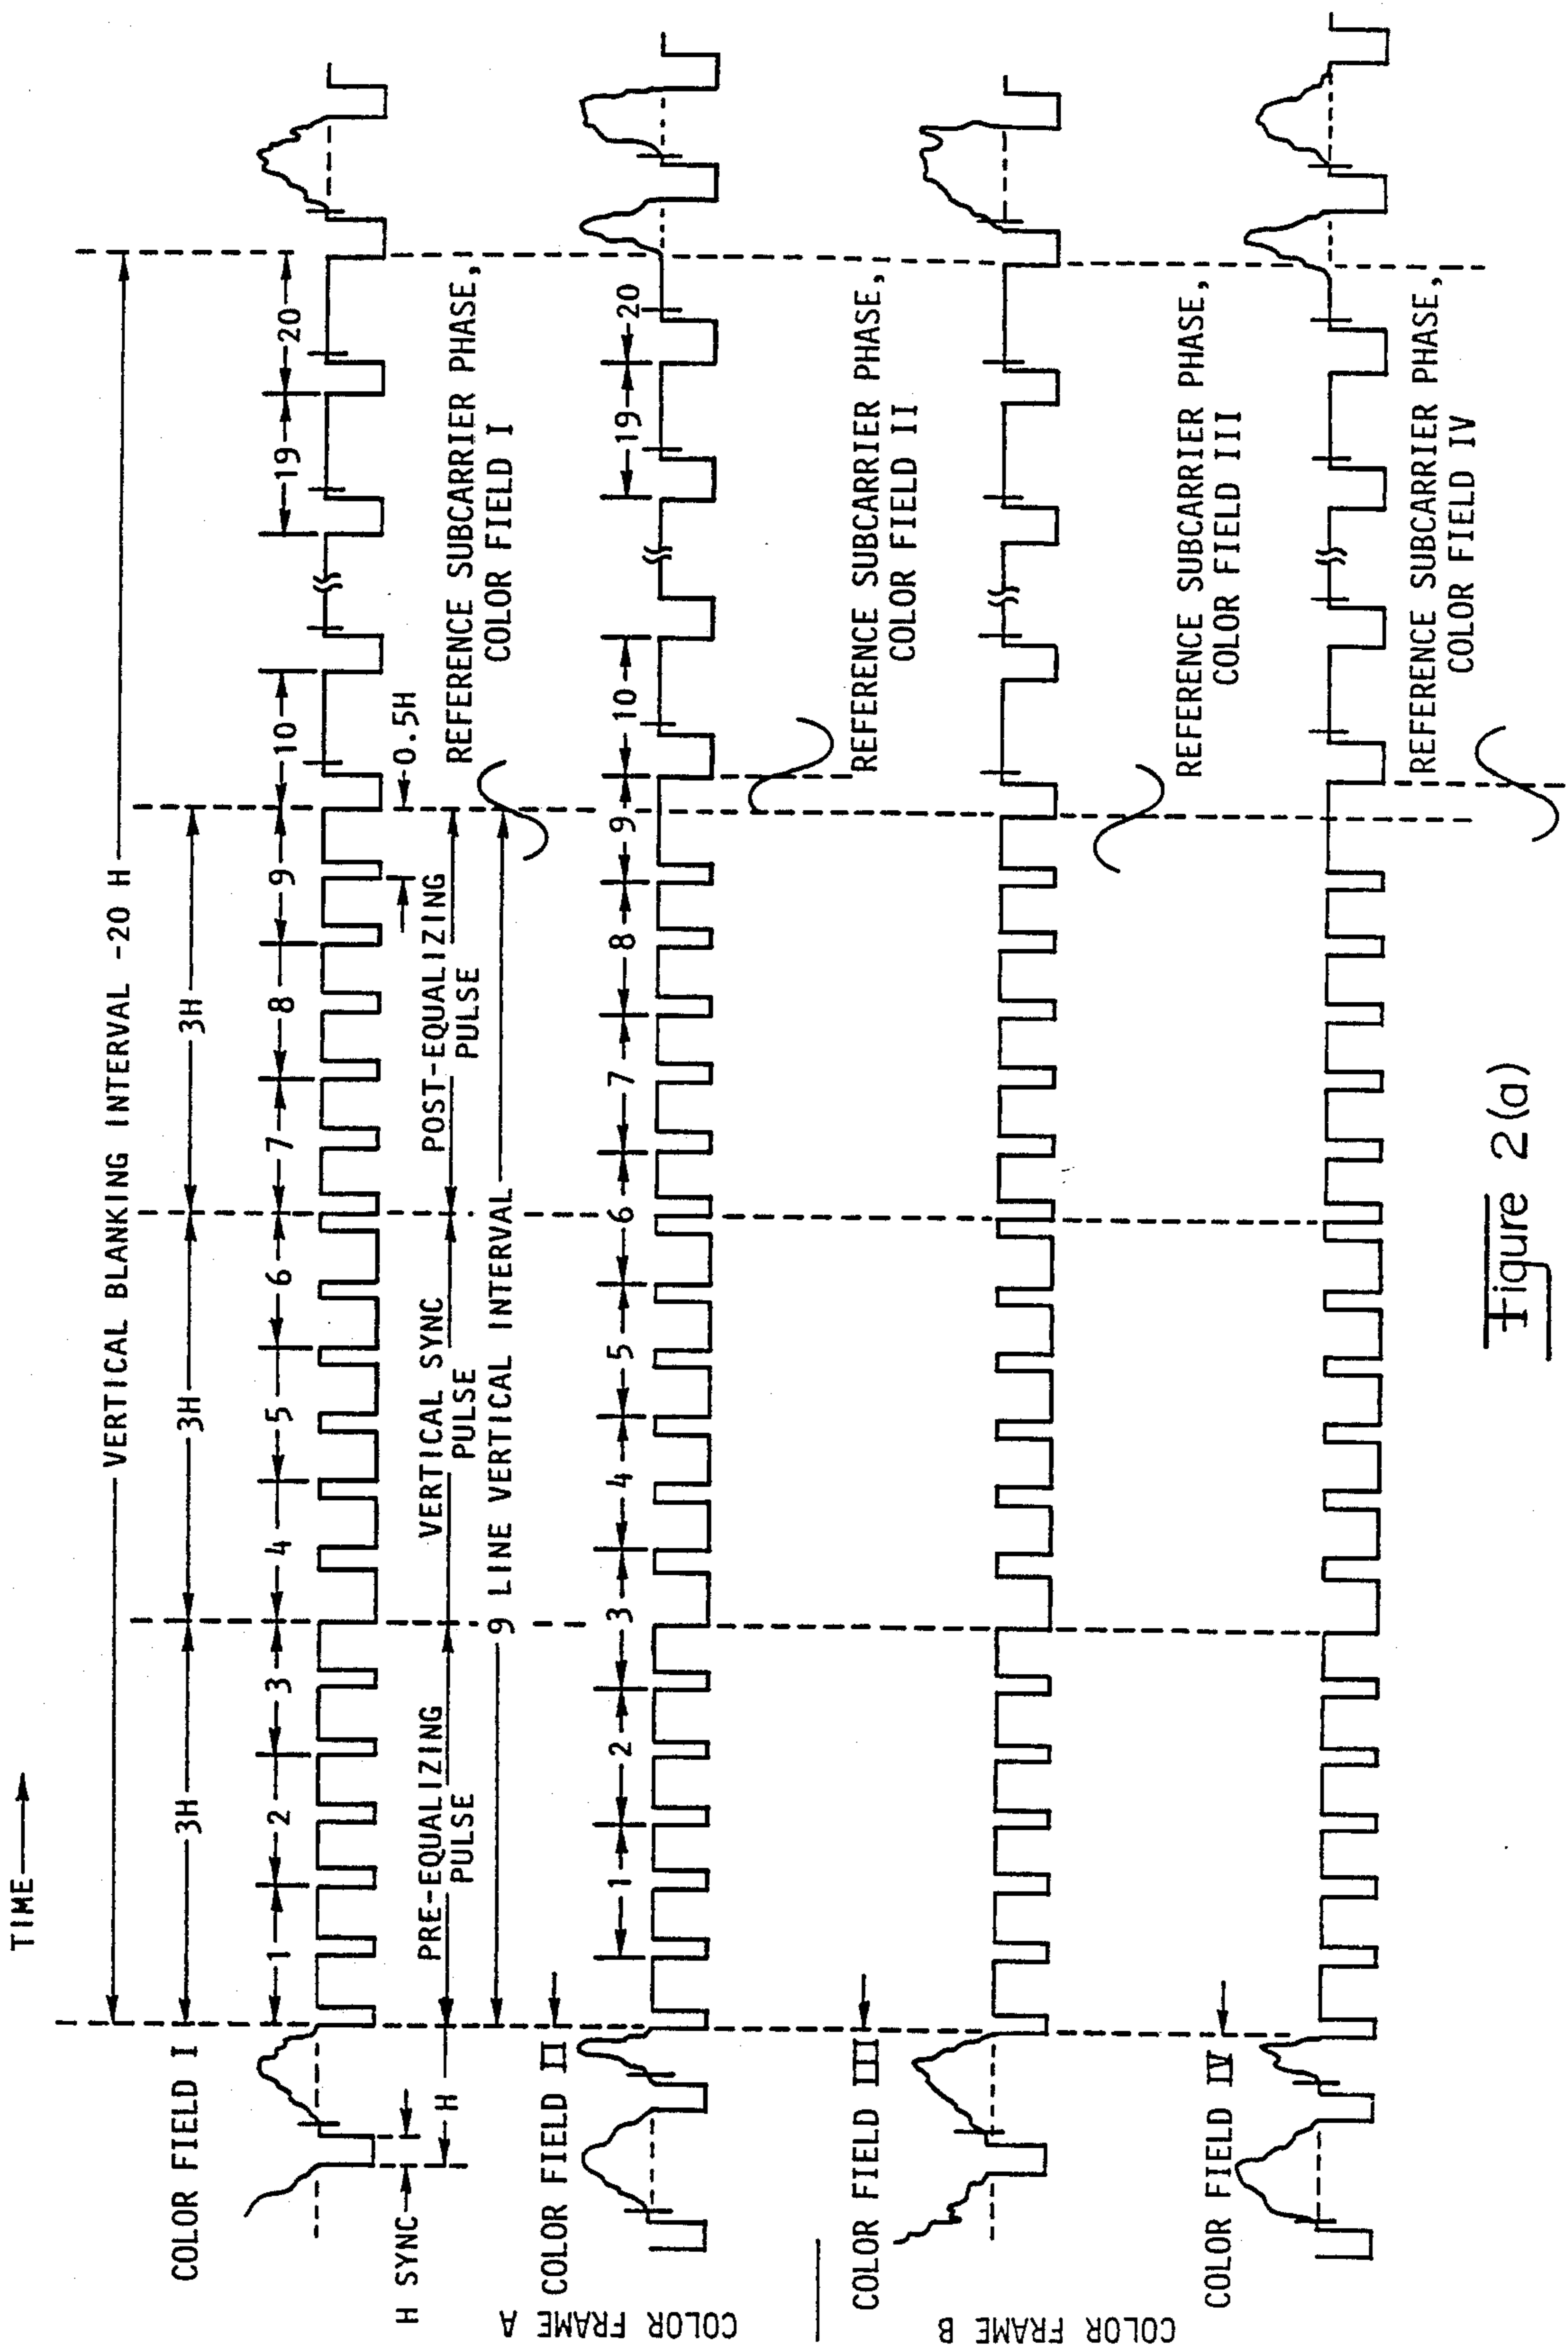 TIME
VERTICAL BLANKING INTERVAL -20 H
3H 3H 3H
COLOR FIELD I
1 2 3 4 5 6 7 8 9 10 19 20
H SYNC
0.5H
H
PRE-EQUALIZING
PULSE
VERTICAL SYNC
PULSE
POST-EQUALIZING
PULSE
REFERENCE SUBCARRIER PHASE,
COLOR FIELD I
9 LINE VERTICAL INTERVAL
COLOR FRAME A
COLOR FIELD II
1 2 3 4 5 6 7 8 9 10 19 20
REFERENCE SUBCARRIER PHASE,
COLOR FIELD II
COLOR FIELD III
COLOR FRAME B
REFERENCE SUBCARRIER PHASE,
COLOR FIELD III
COLOR FIELD IV
REFERENCE SUBCARRIER PHASE,
COLOR FIELD IV
Figure 2(a)